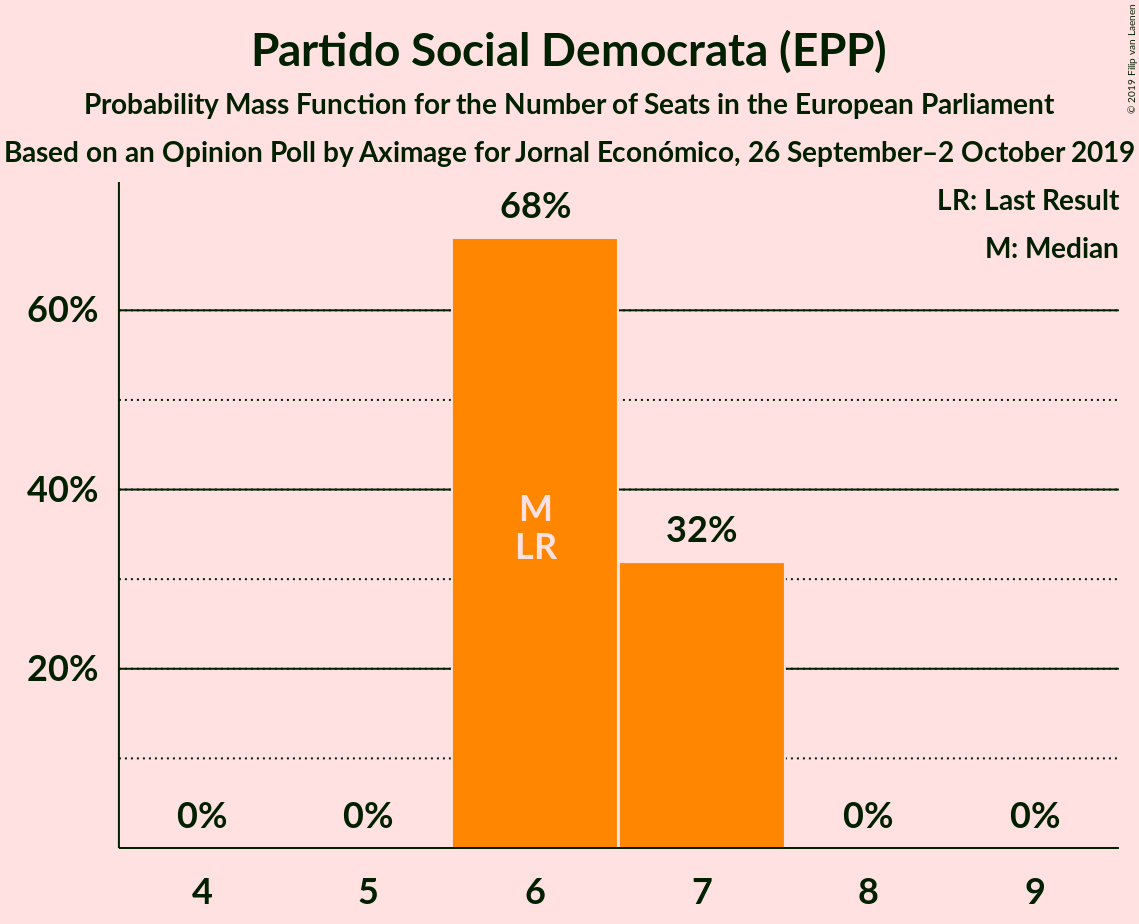 Partido Social Democrata (EPP)
Probability Mass Function for the Number of Seats in the European Parliament
Based on an Opinion Poll by Aximage for Jornal Económico, 26 September–2 October 2019
© 2019 Filip van Laenen
LR: Last Result
M: Median
68%
60%
40%
M
LR
32%
20%
0% 0% 0% 0%
4 5 6 7 8 9